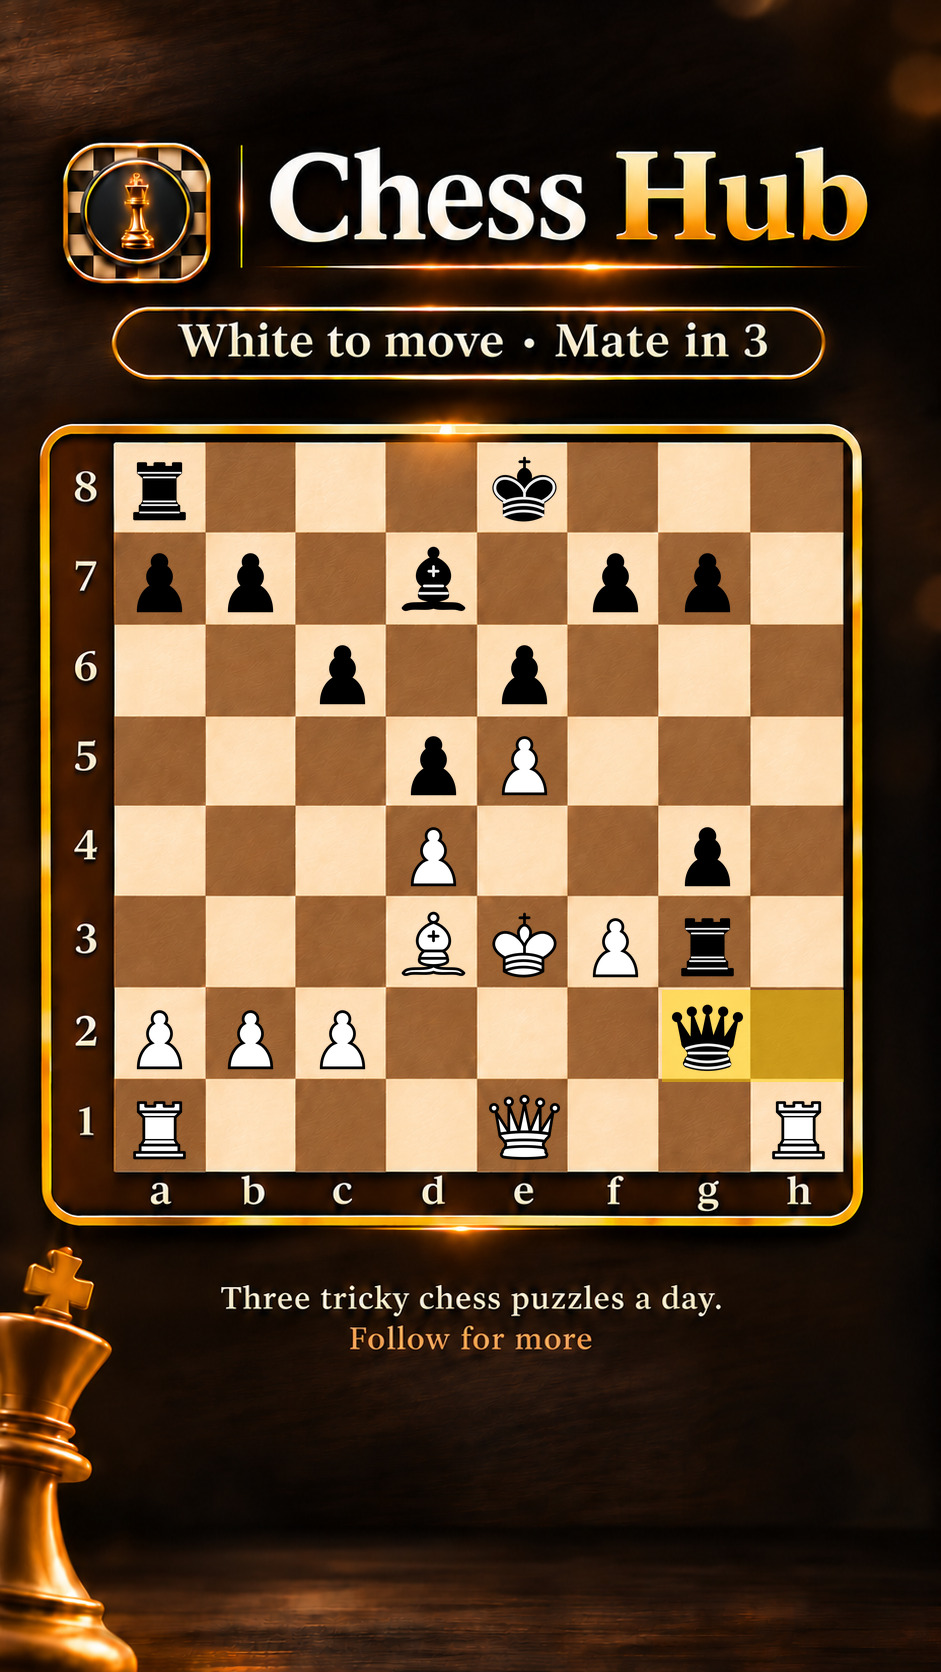 Chess Hub
White to move • Mate in 3
8
7
6
5
4
3
2
1
a b c d e f g h
Three tricky chess puzzles a day.
Follow for more